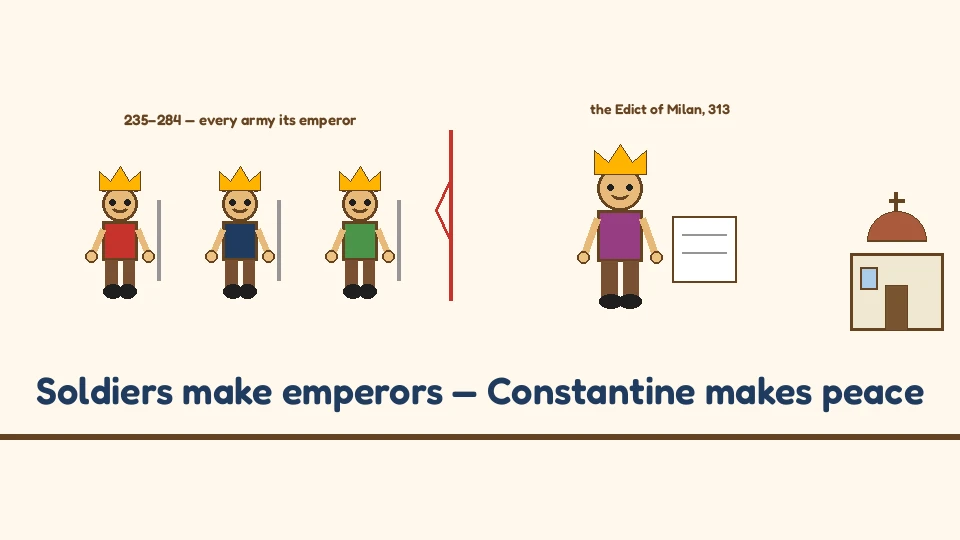 235–284 — every army its emperor
the Edict of Milan, 313
Soldiers make emperors — Constantine makes peace